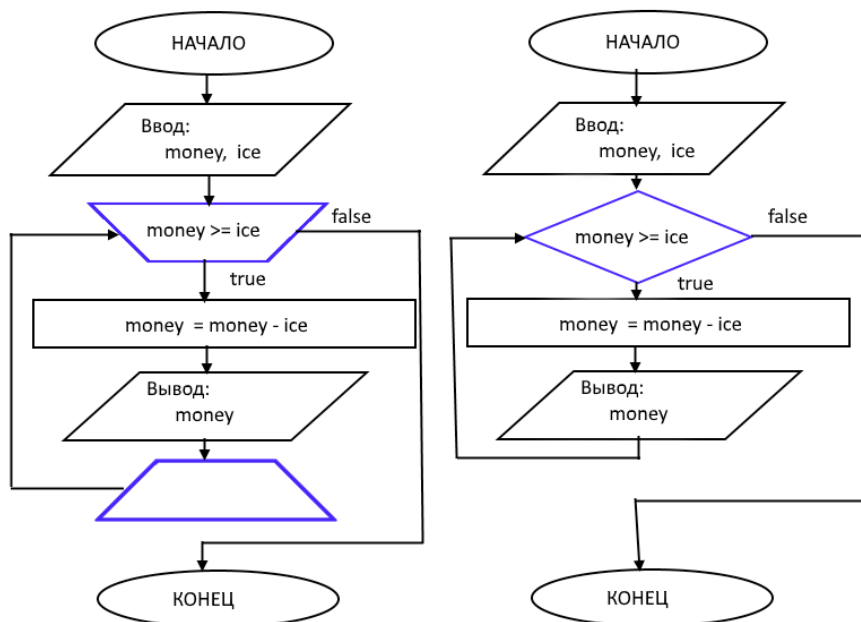 НАЧАЛО
Ввод:
money, ice
money >= ice
false
true
money = money - ice
Вывод:
money
КОНЕЦ
НАЧАЛО
Ввод:
money, ice
money >= ice
false
true
money = money - ice
Вывод:
money
КОНЕЦ